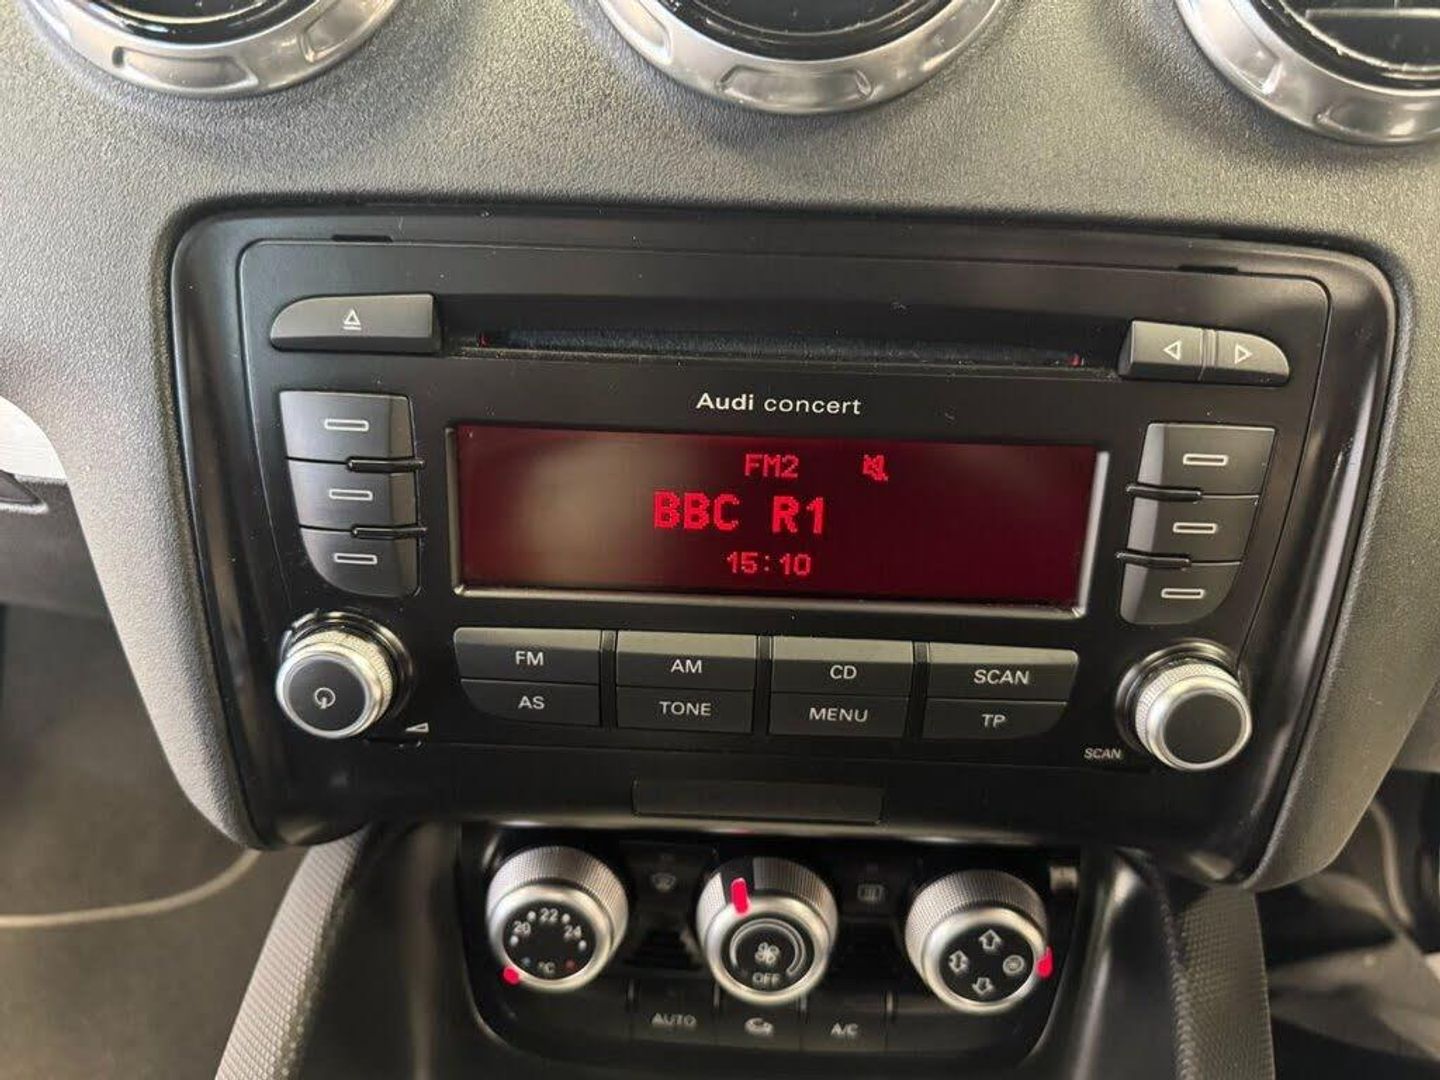 Audi concert
FM2
BBC R1
15:10
FM AM CD SCAN
AS TONE MENU TP
SCAN
20 22 24
°C
OFF
AUTO A/C